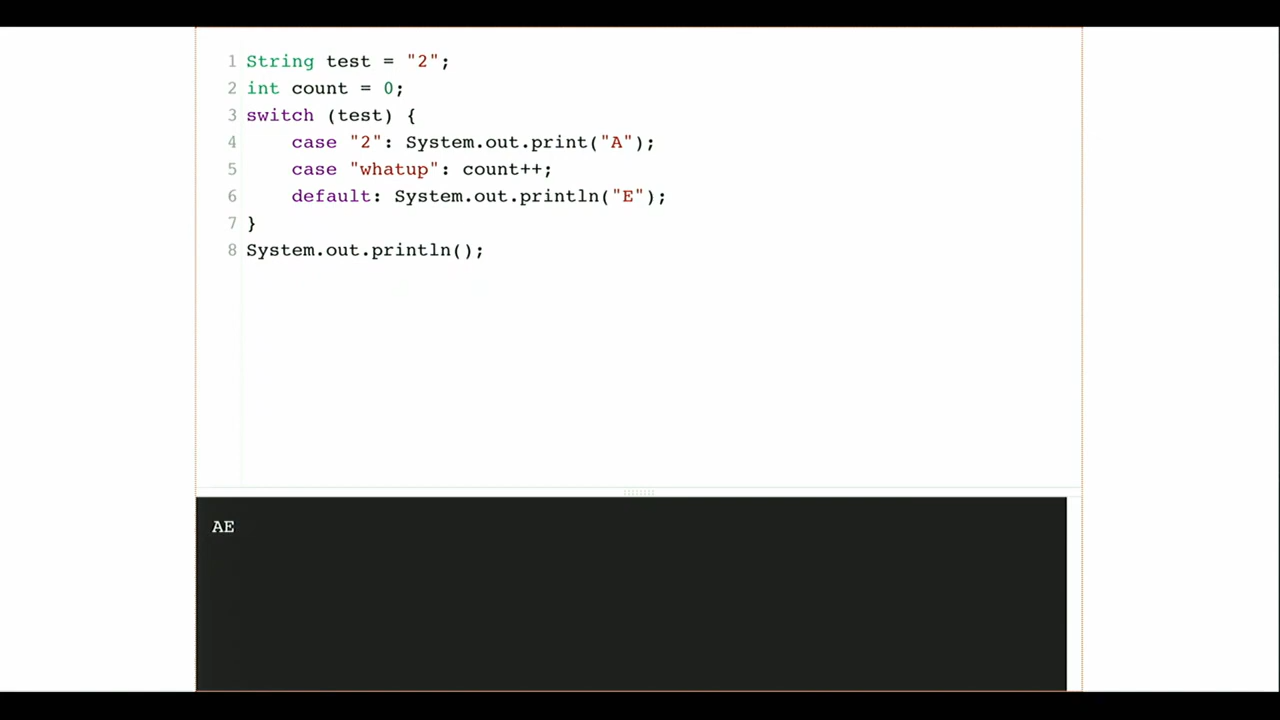 1 String test = "2";
2 int count = 0;
3 switch (test) {
4     case "2": System.out.print("A");
5     case "whatup": count++;
6     default: System.out.println("E");
7 }
8 System.out.println();
AE